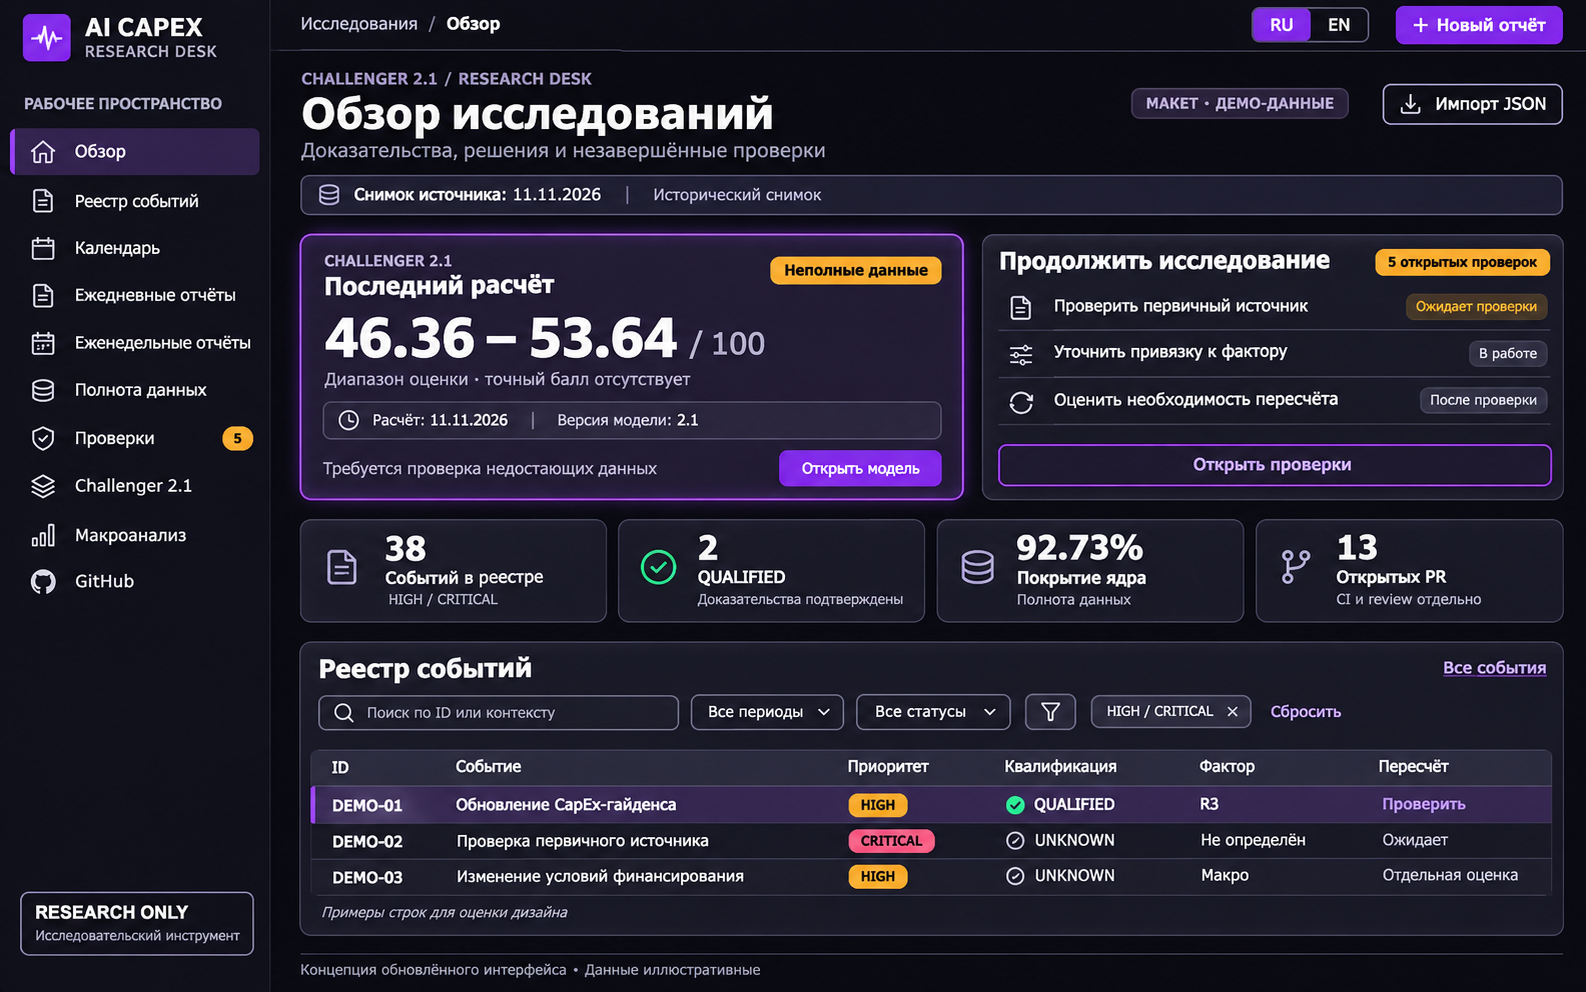 AI CAPEX
RESEARCH DESK
РАБОЧЕЕ ПРОСТРАНСТВО
Обзор
Реестр событий
Календарь
Ежедневные отчёты
Еженедельные отчёты
Полнота данных
Проверки 5
Challenger 2.1
Макроанализ
GitHub
RESEARCH ONLY
Исследовательский инструмент
Исследования / Обзор
RU EN
+ Новый отчёт
CHALLENGER 2.1 / RESEARCH DESK
Обзор исследований
Доказательства, решения и незавершённые проверки
МАКЕТ • ДЕМО-ДАННЫЕ
Импорт JSON
Снимок источника: 11.11.2026 | Исторический снимок
CHALLENGER 2.1
Последний расчёт
Неполные данные
46.36 – 53.64 / 100
Диапазон оценки · точный балл отсутствует
Расчёт: 11.11.2026 | Версия модели: 2.1
Требуется проверка недостающих данных
Открыть модель
Продолжить исследование
5 открытых проверок
Проверить первичный источник Ожидает проверки
Уточнить привязку к фактору В работе
Оценить необходимость пересчёта После проверки
Открыть проверки
38
Событий в реестре
HIGH / CRITICAL
2
QUALIFIED
Доказательства подтверждены
92.73%
Покрытие ядра
Полнота данных
13
Открытых PR
CI и review отдельно
Реестр событий
Все события
Поиск по ID или контексту
Все периоды
Все статусы
HIGH / CRITICAL ×
Сбросить
ID Событие Приоритет Квалификация Фактор Пересчёт
DEMO-01 Обновление CapEx-гайденса HIGH QUALIFIED R3 Проверить
DEMO-02 Проверка первичного источника CRITICAL UNKNOWN Не определён Ожидает
DEMO-03 Изменение условий финансирования HIGH UNKNOWN Макро Отдельная оценка
Примеры строк для оценки дизайна
Концепция обновлённого интерфейса • Данные иллюстративные